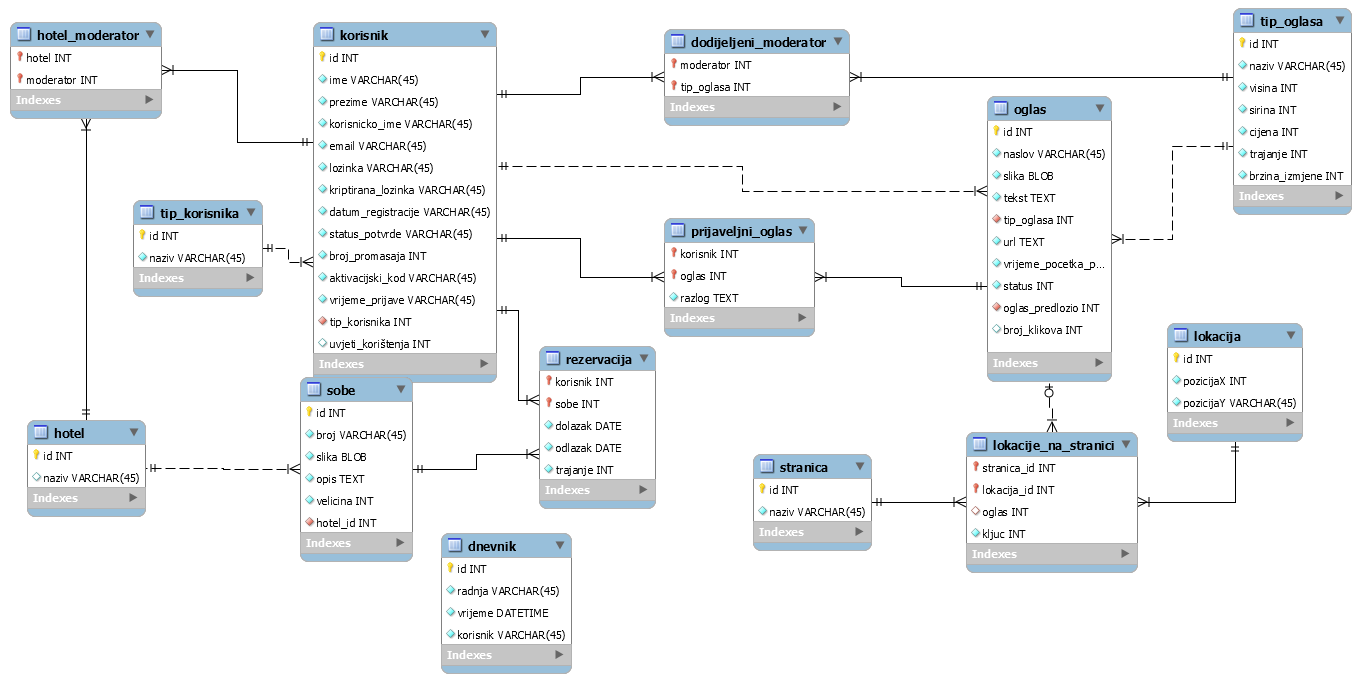 hotel_moderator
hotel INT
moderator INT
Indexes
korisnik
id INT
ime VARCHAR(45)
prezime VARCHAR(45)
korisnicko_ime VARCHAR(45)
email VARCHAR(45)
lozinka VARCHAR(45)
kriptirana_lozinka VARCHAR(45)
datum_registracije VARCHAR(45)
status_potvrde VARCHAR(45)
broj_promasaja INT
aktivacijski_kod VARCHAR(45)
vrijeme_prijave VARCHAR(45)
tip_korisnika INT
uvjeti_korištenja INT
Indexes
dodijeljeni_moderator
moderator INT
tip_oglasa INT
Indexes
tip_oglasa
id INT
naziv VARCHAR(45)
visina INT
sirina INT
cijena INT
trajanje INT
brzina_izmjene INT
Indexes
oglas
id INT
naslov VARCHAR(45)
slika BLOB
tekst TEXT
tip_oglasa INT
url TEXT
vrijeme_pocetka_p...
status INT
oglas_predlozio INT
broj_klikova INT
Indexes
tip_korisnika
id INT
naziv VARCHAR(45)
Indexes
prijaveljni_oglas
korisnik INT
oglas INT
razlog TEXT
Indexes
lokacija
id INT
pozicijaX INT
pozicijaY VARCHAR(45)
Indexes
rezervacija
korisnik INT
sobe INT
dolazak DATE
odlazak DATE
trajanje INT
Indexes
sobe
id INT
broj VARCHAR(45)
slika BLOB
opis TEXT
velicina INT
hotel_id INT
Indexes
hotel
id INT
naziv VARCHAR(45)
Indexes
stranica
id INT
naziv VARCHAR(45)
Indexes
lokacije_na_stranici
stranica_id INT
lokacija_id INT
oglas INT
kljuc INT
Indexes
dnevnik
id INT
radnja VARCHAR(45)
vrijeme DATETIME
korisnik VARCHAR(45)
Indexes